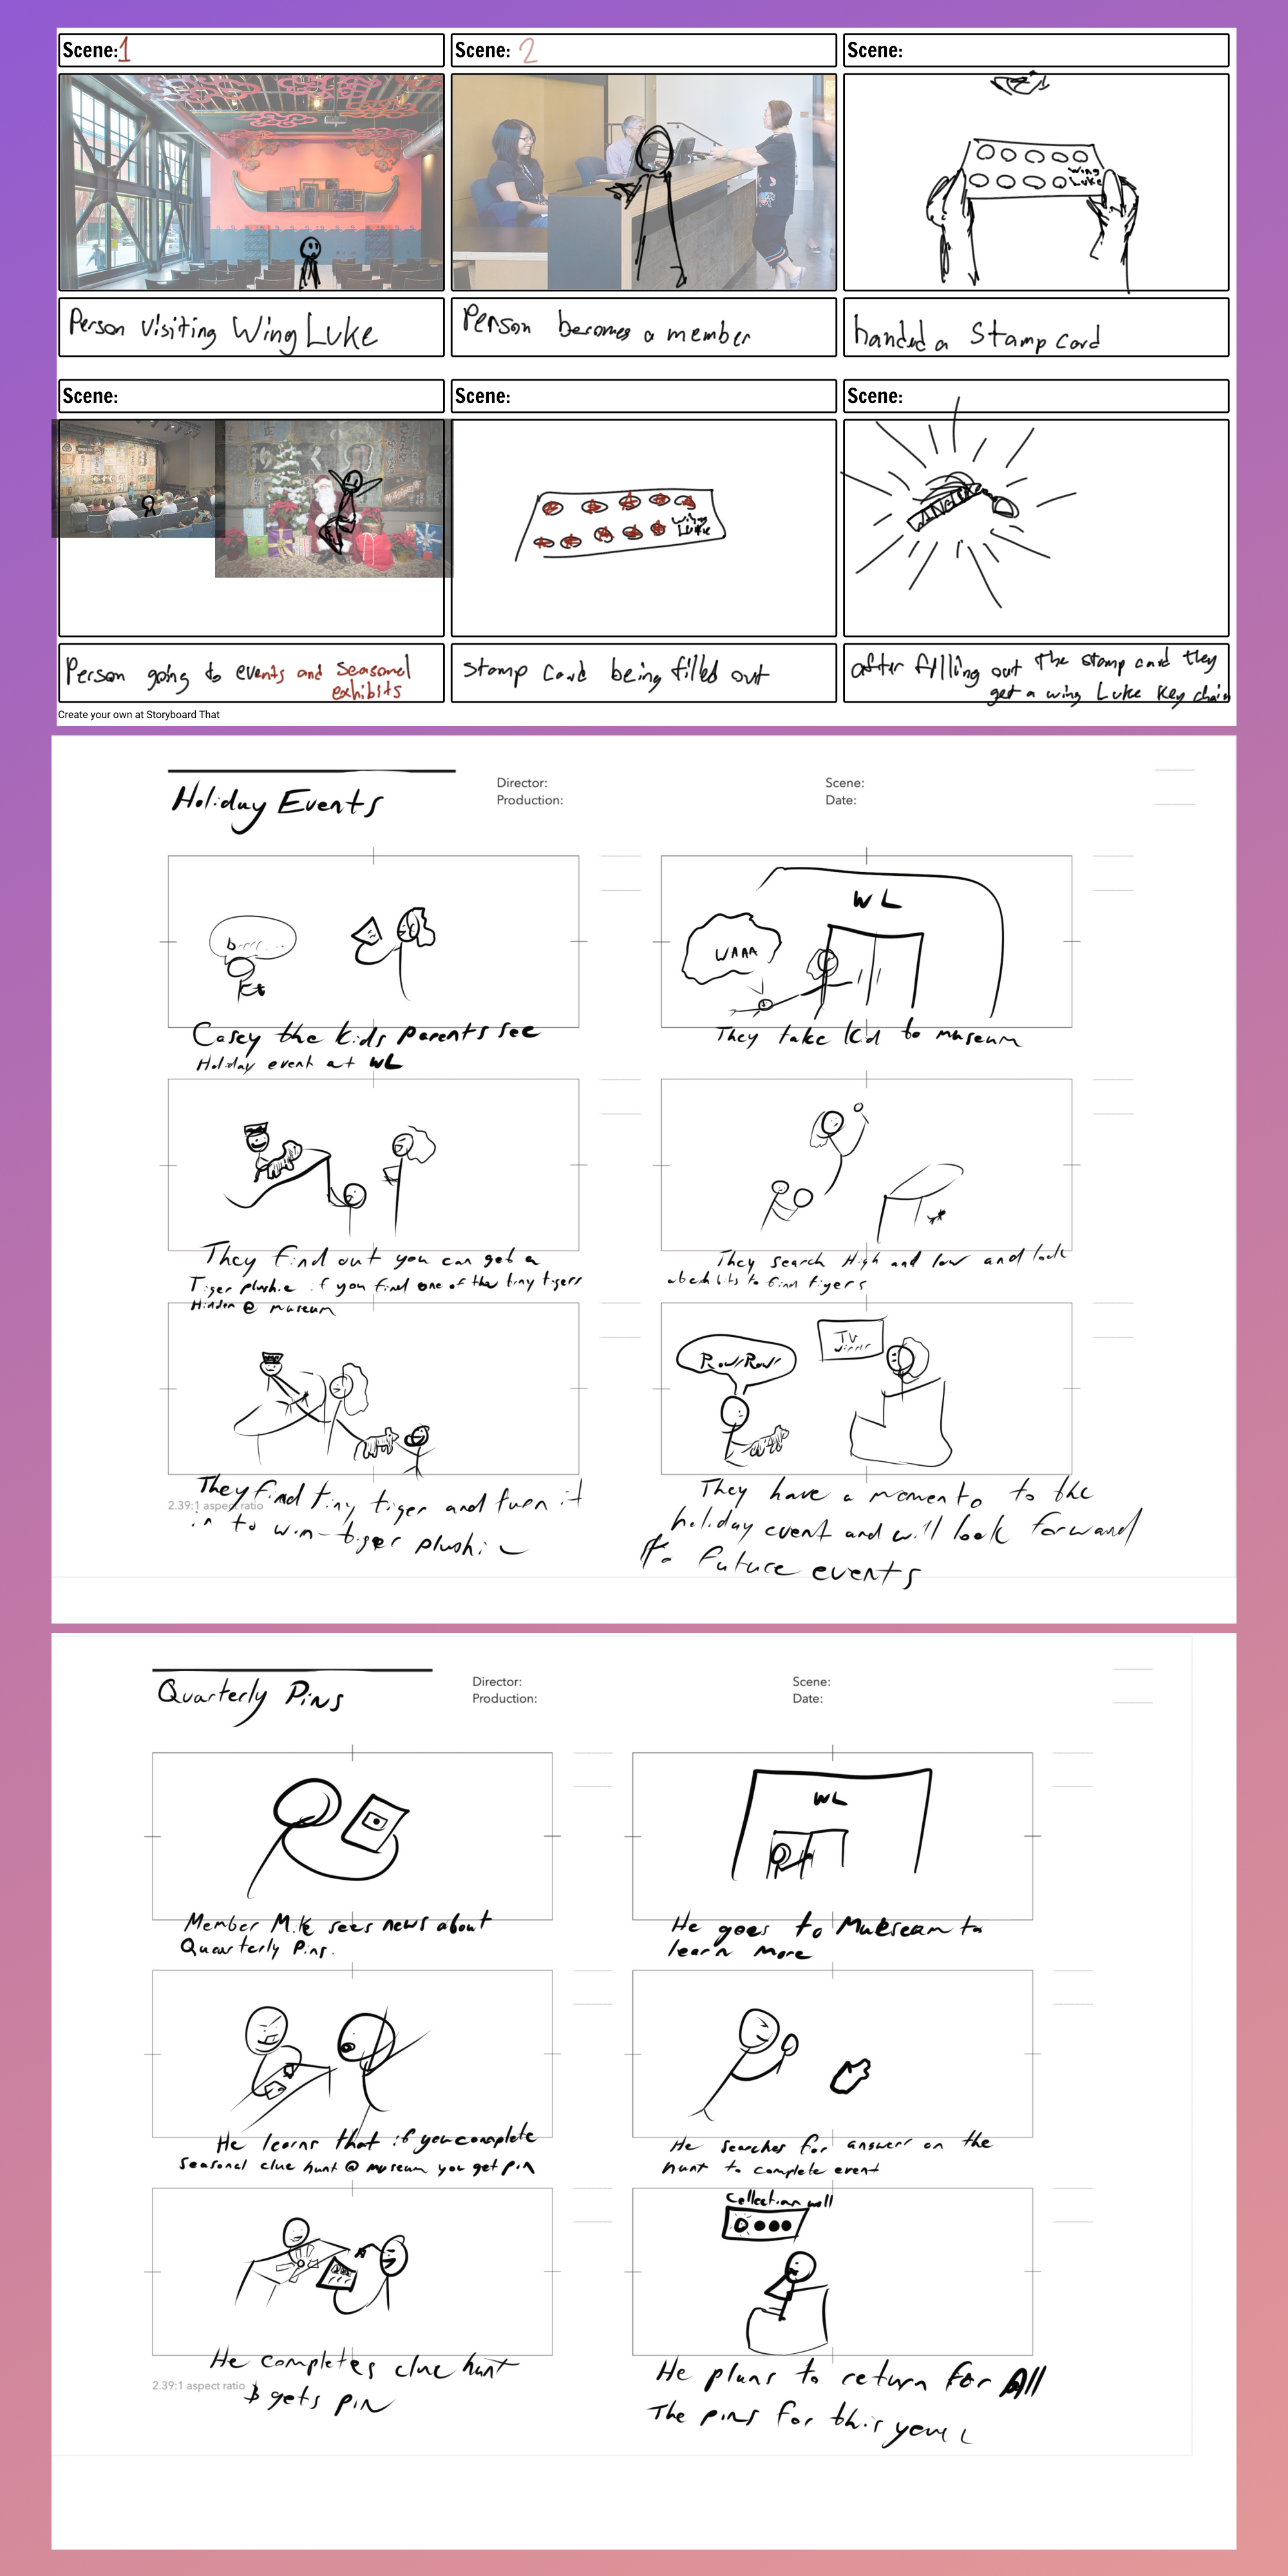 Scene: 1
Scene: 2
Scene:
Wing
Luke
Person visiting Wing Luke
Person becomes a member
handed a Stamp card
Scene:
Scene:
Scene:
Wing
Luke
Person going to events and seasonal
exhibits
Stamp Card being filled out
after filling out the stamp card they
get a wing Luke Key chain
Create your own at Storyboard That
Holiday Events
Director:
Production:
Scene:
Date:
WL
WAAA
Casey the kids parents see
Holiday event at WL
They take kid to museum
They find out you can get a
Tiger plushie if you find one of the tiny tigers
Hidden @ museum
They search High and low and look
to find tigers
TV
Rawr Rawr
They find tiny tiger and turn it
in to win tiger plushie
2.39:1 aspect ratio
They have a momento to the
holiday event and will look forward
to future events
Quarterly Pins
Director:
Production:
Scene:
Date:
WL
Member Mike sees news about
Quarterly Pins.
He goes to Museum to
learn more
He learns that if you complete
seasonal clue hunt @ museum you get pin
He searches for answers on the
hunt to complete event
Collection wall
He completes clue hunt
& gets pin
2.39:1 aspect ratio
He plans to return for All
The pins for this year